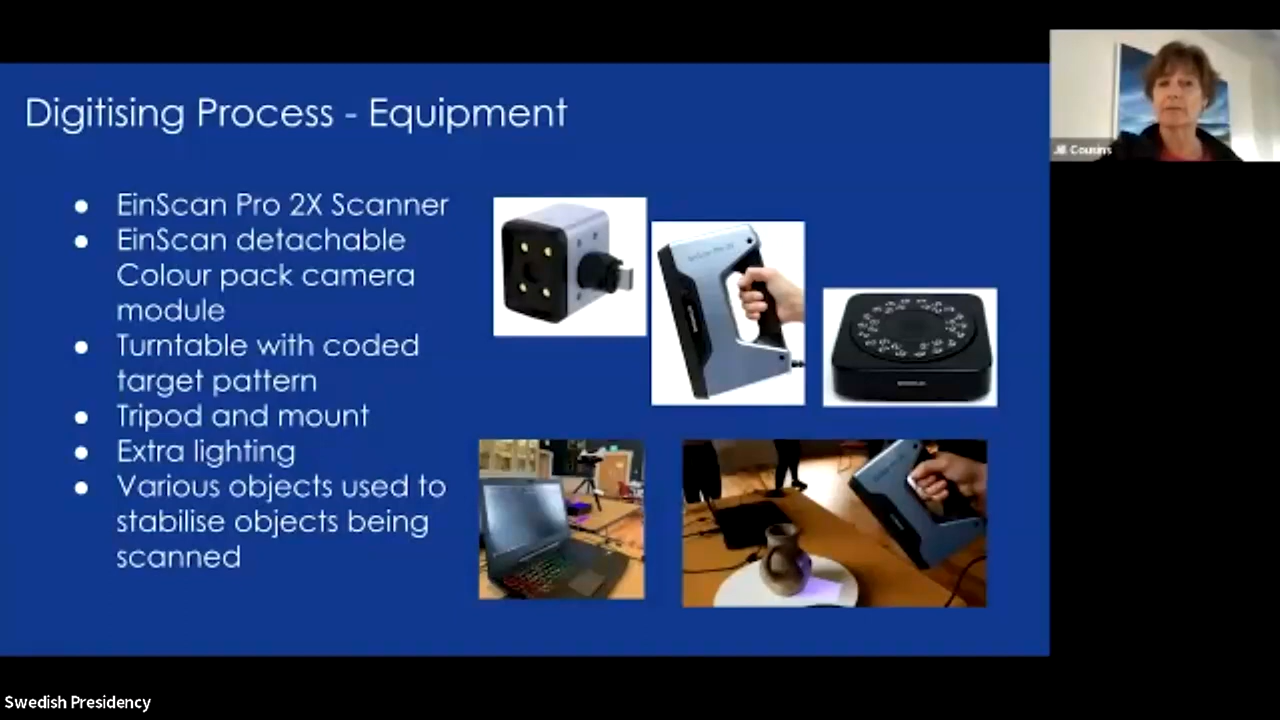 Digitising Process - Equipment
● EinScan Pro 2X Scanner
● EinScan detachable
Colour pack camera
module
● Turntable with coded
target pattern
● Tripod and mount
● Extra lighting
● Various objects used to
stabilise objects being
scanned
Jill Cousins
Swedish Presidency